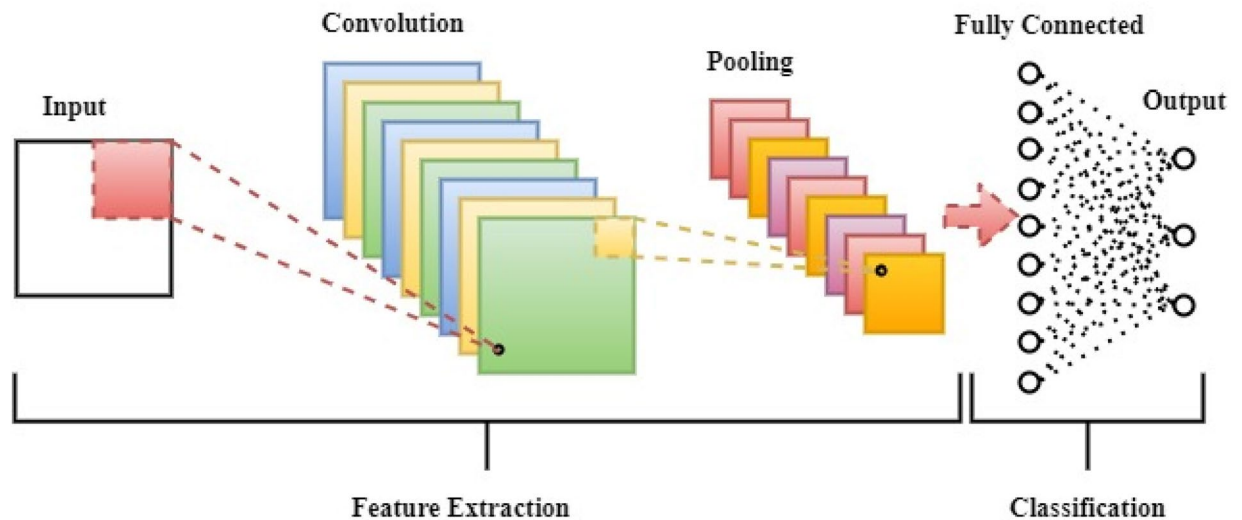 Convolution
Fully Connected
Pooling
Input
Output
Feature Extraction
Classification